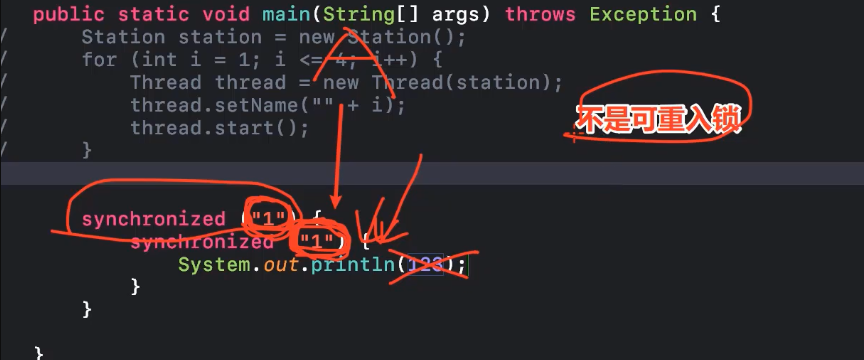 public static void main(String[] args) throws Exception {
/ Station station = new Station();
/ for (int i = 1; i <= 4; i++) {
/ Thread thread = new Thread(station);
/ thread.setName("" + i);
/ thread.start();
/ }
不是可重入锁
synchronized ("1") {
synchronized ("1") {
System.out.println(123);
}
}
}